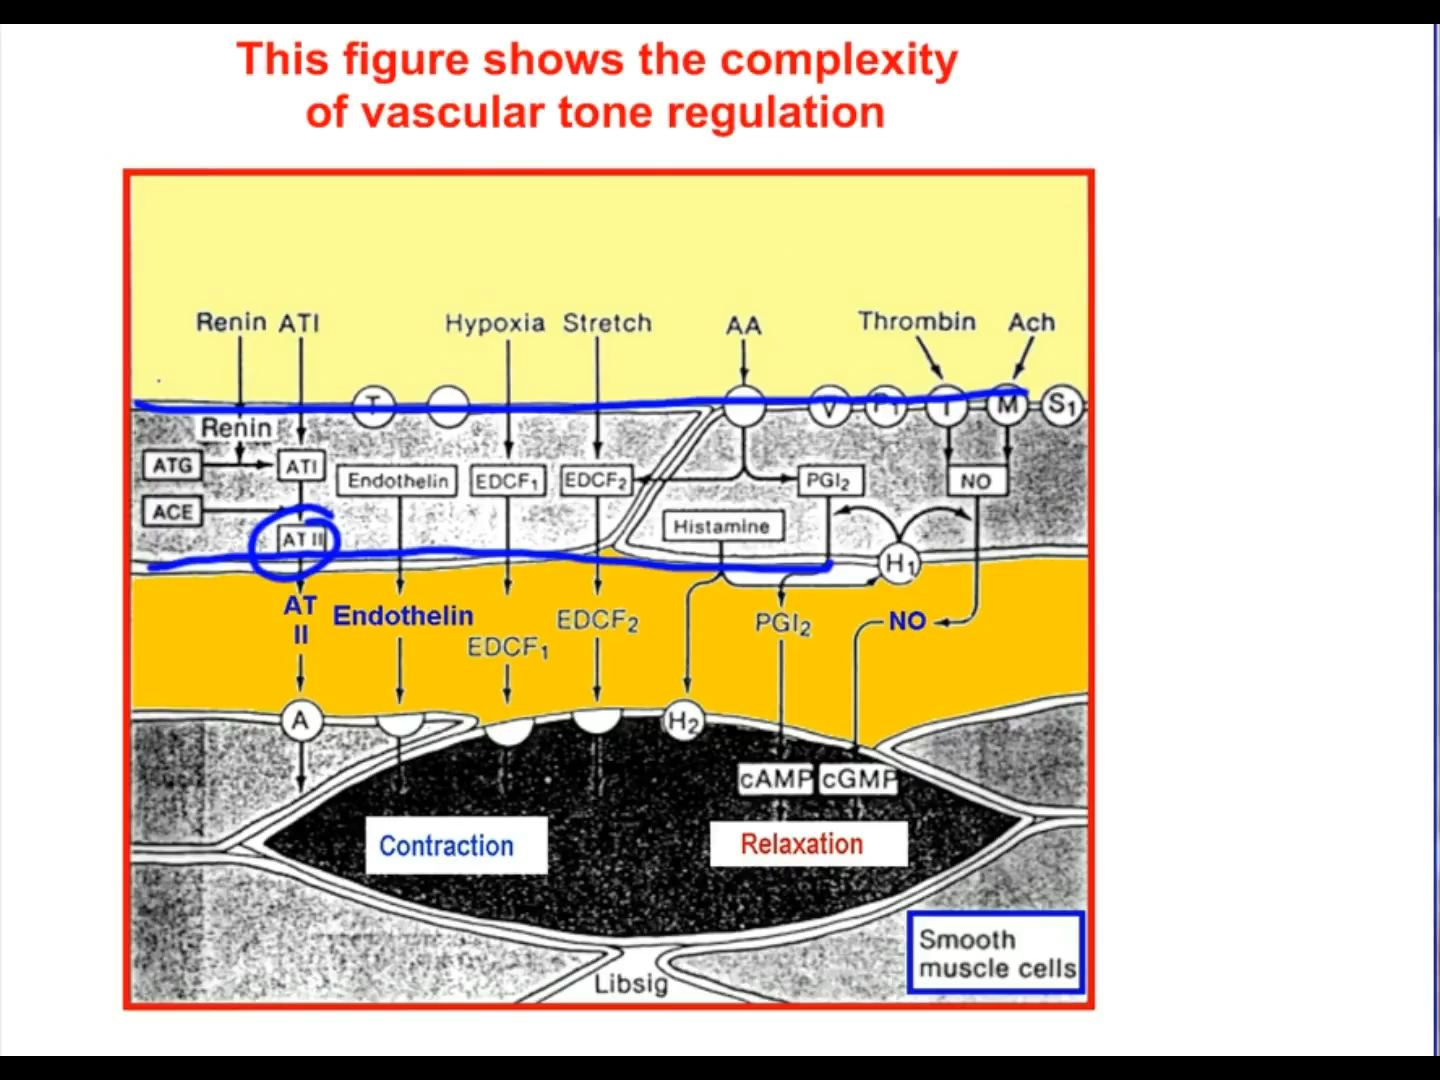 This figure shows the complexity
of vascular tone regulation
Renin ATI Hypoxia Stretch AA Thrombin Ach
T V P1 T M S1
Renin
ATG ATI Endothelin EDCF1 EDCF2 PGI2 NO
ACE Histamine
AT II H1
AT
II
Endothelin
EDCF1
EDCF2
PGI2
NO
A H2
cAMP cGMP
Contraction Relaxation
Smooth
muscle cells
Libsig